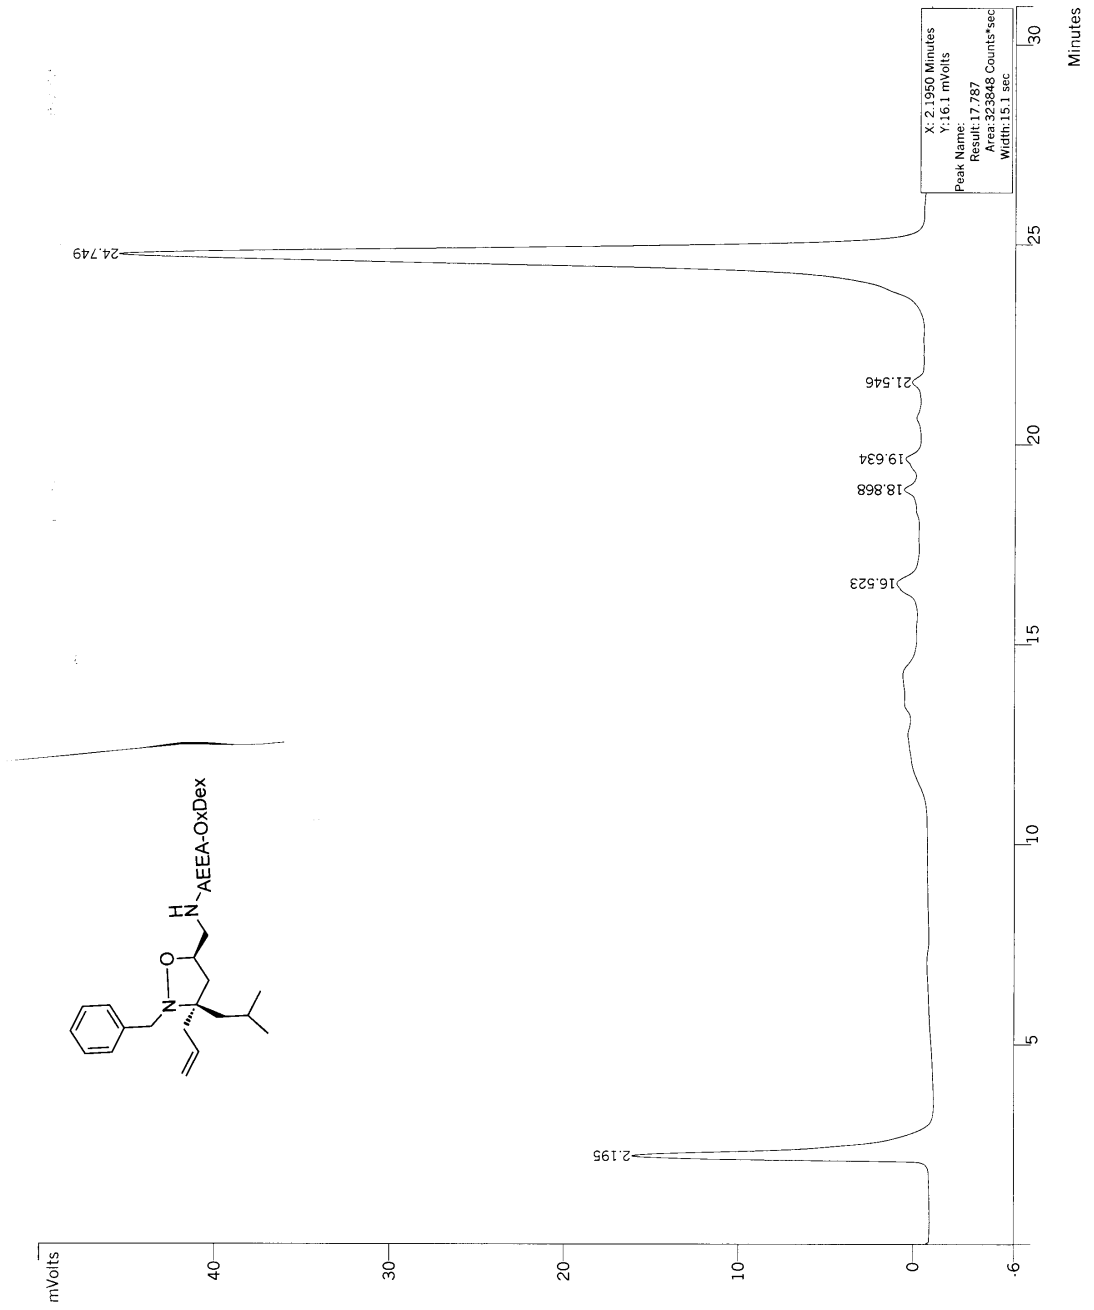 mVolts
40
30
20
10
0
-6
5
10
15
20
25
30
Minutes
2.195
16.523
18.868
19.634
21.546
24.749
N
O
H
N
AEEA-OxDex
X: 2.1950 Minutes
Y:16.1 mVolts
Peak Name:
Result:17.787
Area:323848 Counts*sec
Width:15.1 sec